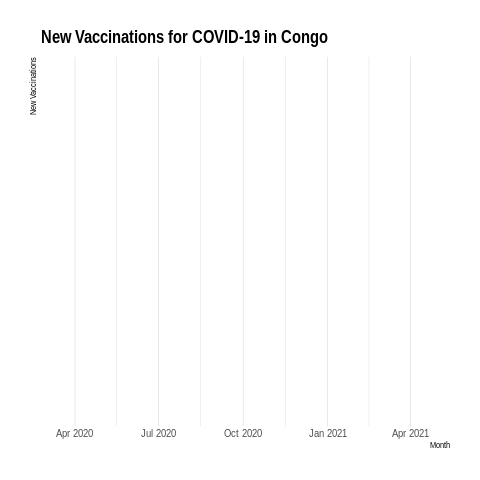 New Vaccinations for COVID-19 in Congo
New Vaccinations
Apr 2020
Jul 2020
Oct 2020
Jan 2021
Apr 2021
Month